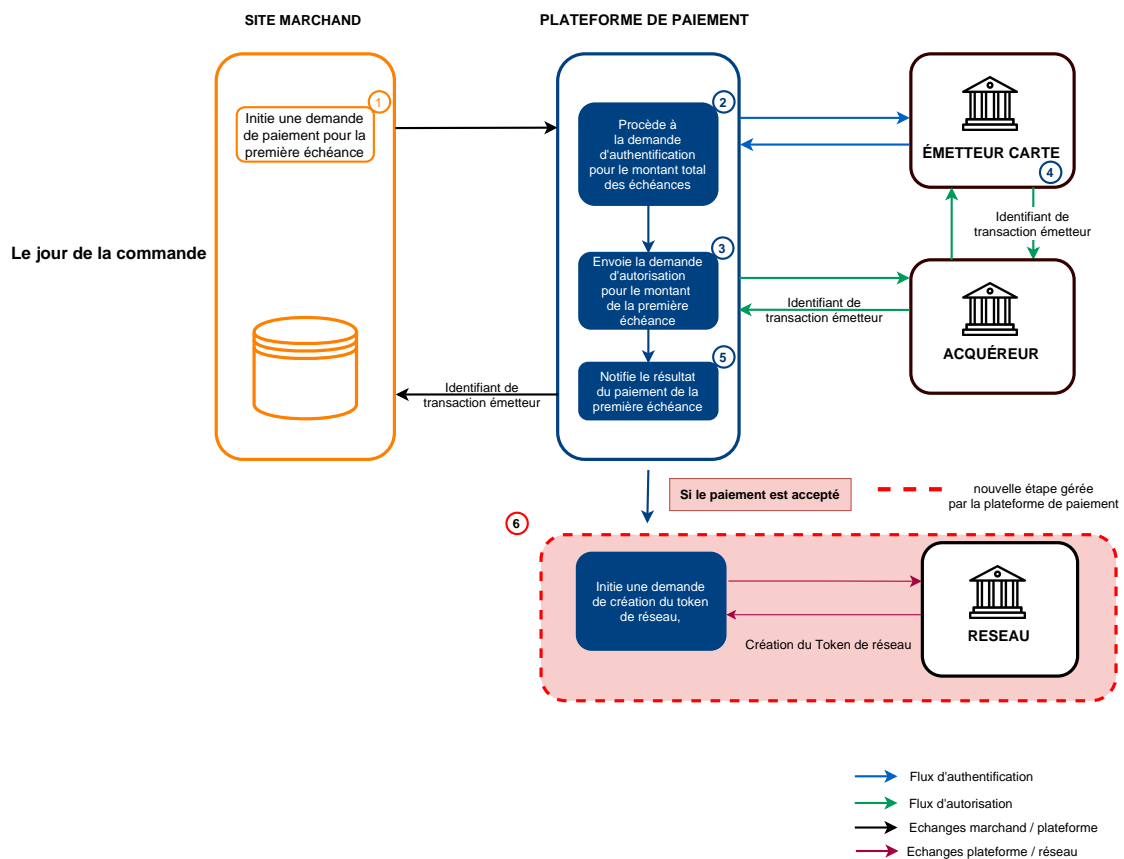 SITE MARCHAND
PLATEFORME DE PAIEMENT
1
Initie une demande
de paiement pour la
première échéance
2
Procède à
la demande
d'authentification
pour le montant total
des échéances
ÉMETTEUR CARTE
4
Identifiant de
transaction émetteur
Le jour de la commande
3
Envoie la demande
d'autorisation
pour le montant
de la première
échéance
Identifiant de
transaction émetteur
ACQUÉREUR
5
Notifie le résultat
du paiement de la
première échéance
Identifiant de
transaction émetteur
Si le paiement est accepté
nouvelle étape gérée
par la plateforme de paiement
6
Initie une demande
de création du token
de réseau,
Création du Token de réseau
RESEAU
Flux d'authentification
Flux d'autorisation
Echanges marchand / plateforme
Echanges plateforme / réseau